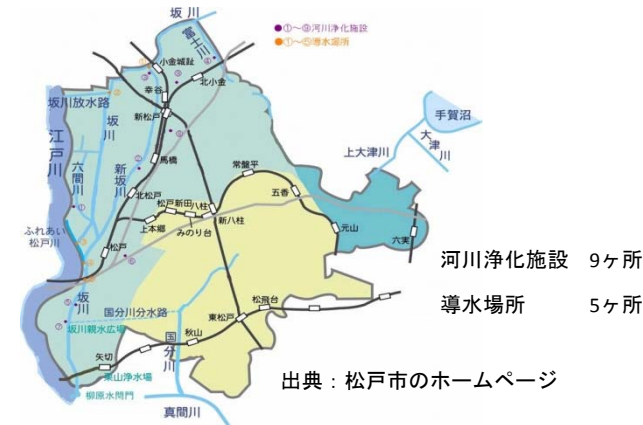 坂川
富士川
●①～⑨河川浄化施設
●①～⑤導水場所
小金城趾
北小金
幸谷
坂川放水路
新松戸
坂川
江戸川
六間川
新坂川
馬橋
北松戸
常盤平
五香
手賀沼
大津川
上大津川
元山
六実
松戸新田
八柱
新八柱
みのり台
上本郷
ふれあい
松戸川
松戸
坂川
国分川分水路
坂川親水広場
松飛台
東松戸
秋山
国分川
矢切
栗山浄水場
柳原水閘門
真間川
河川浄化施設 9ヶ所
導水場所 5ヶ所
出典：松戸市のホームページ